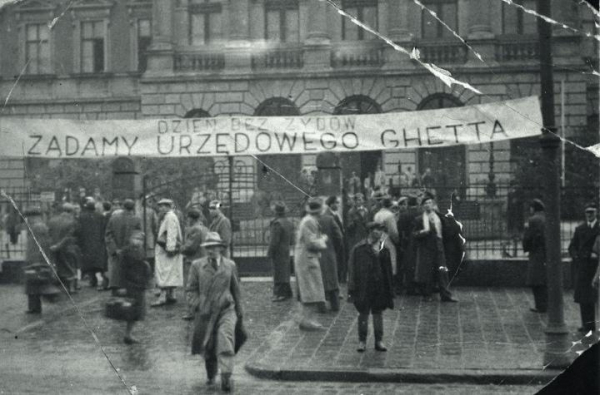 DZIEŃ BEZ ŻYDÓW
ŻĄDAMY URZĘDOWEGO GHETTA